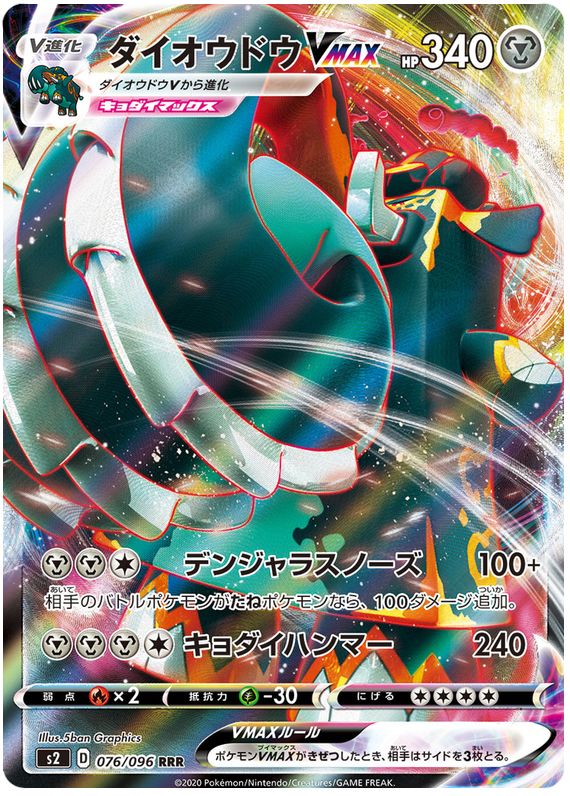 V進化
ダイオウドウVMAX HP340
ダイオウドウVから進化
キョダイマックス
デンジャラスノーズ 100+
相手のバトルポケモンがたねポケモンなら、100ダメージ追加。
キョダイハンマー 240
弱点 ×2 抵抗力 -30 にげる
Illus.5ban Graphics
VMAXルール
s2 D 076/096 RRR
ポケモンVMAXがきぜつしたとき、相手はサイドを3枚とる。
©2020 Pokémon/Nintendo/Creatures/GAME FREAK.